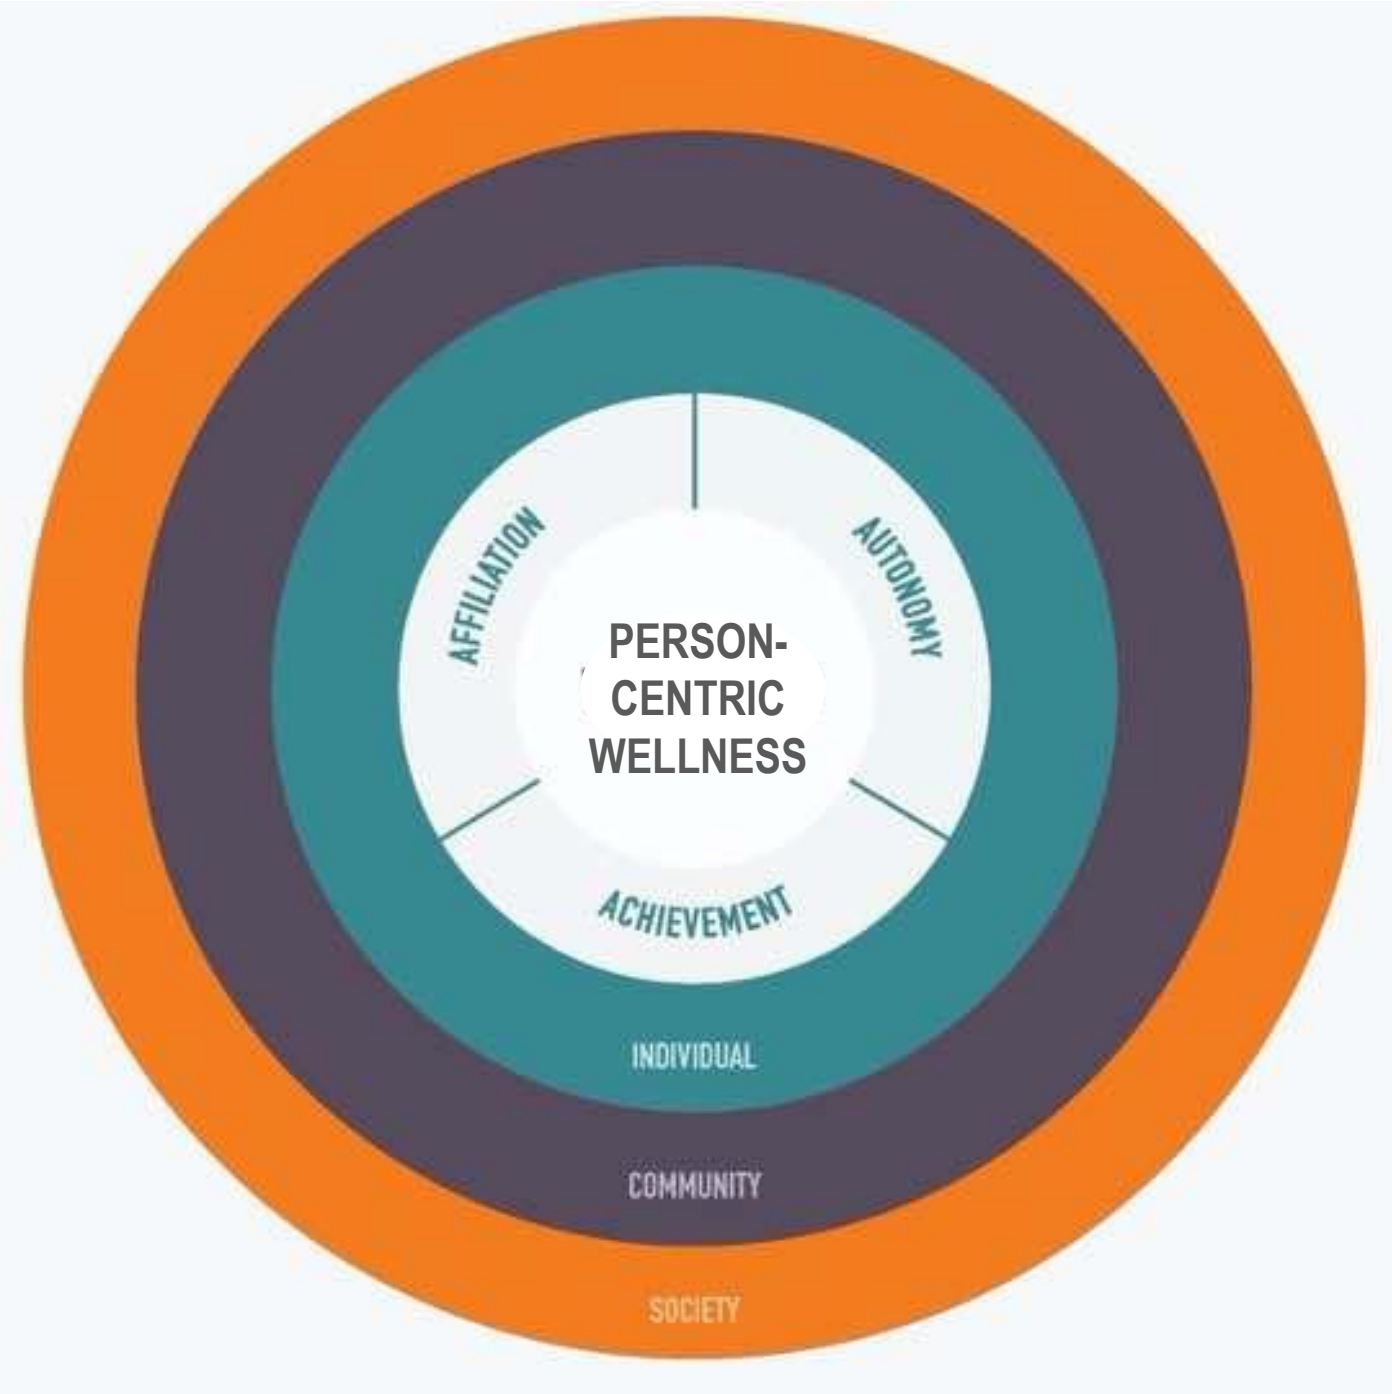 AFFILIATION
AUTONOMY
PERSON-
CENTRIC
WELLNESS
ACHIEVEMENT
INDIVIDUAL
COMMUNITY
SOCIETY